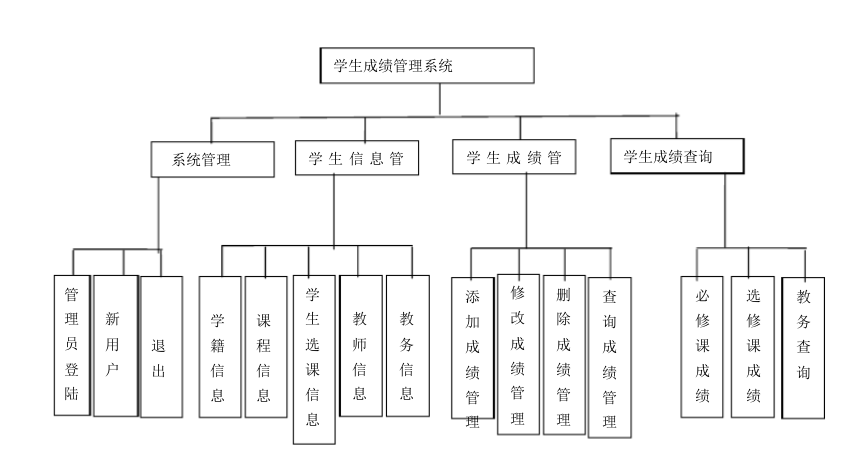 学生成绩管理系统
系统管理
学生信息管
学生成绩管
学生成绩查询
管理员登陆
新用户
退出
学籍信息
课程信息
学生选课信息
教师信息
教务信息
添加成绩管理
修改成绩管理
删除成绩管理
查询成绩管理
必修课成绩
选修课成绩
教务查询